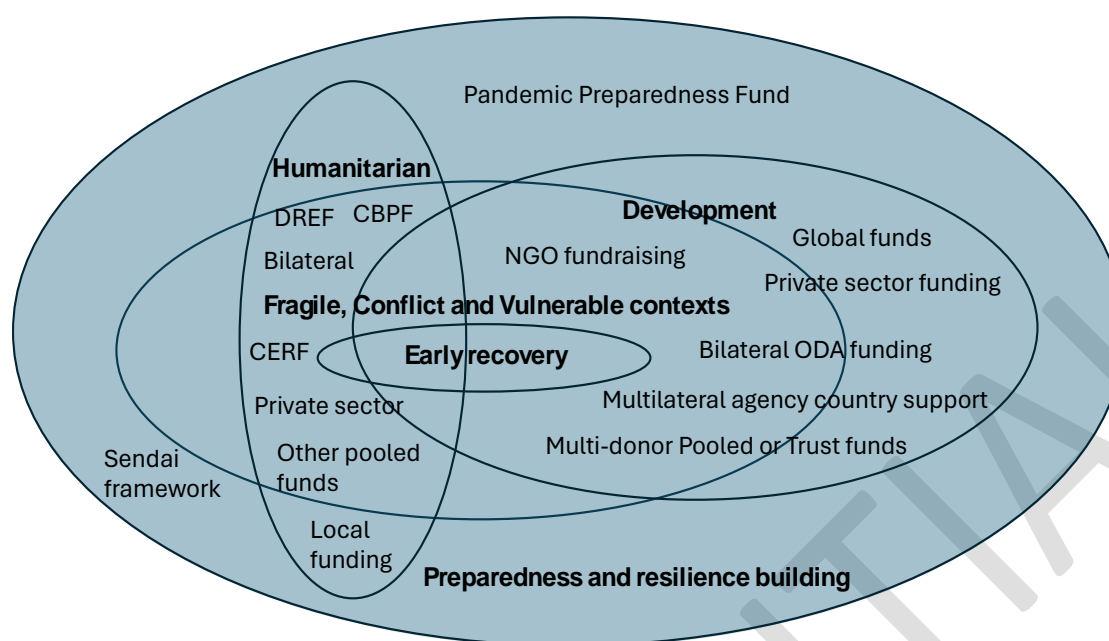 Pandemic Preparedness Fund
Humanitarian
DREF
CBPF
Development
Global funds
Bilateral
NGO fundraising
Private sector funding
Fragile, Conflict and Vulnerable contexts
CERF
Early recovery
Bilateral ODA funding
Private sector
Multilateral agency country support
Other pooled
funds
Multi-donor Pooled or Trust funds
Sendai
framework
Local
funding
Preparedness and resilience building
TIAL